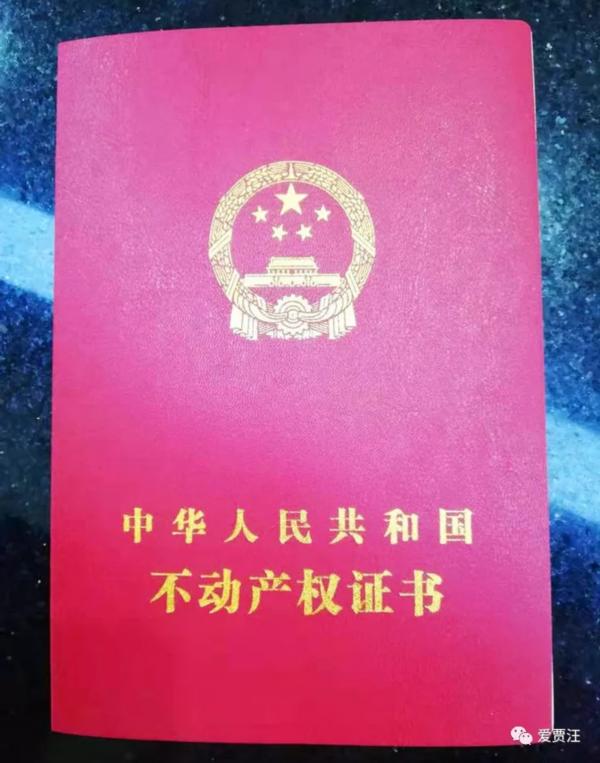 中华人民共和国
不动产权证书
爱贾汪